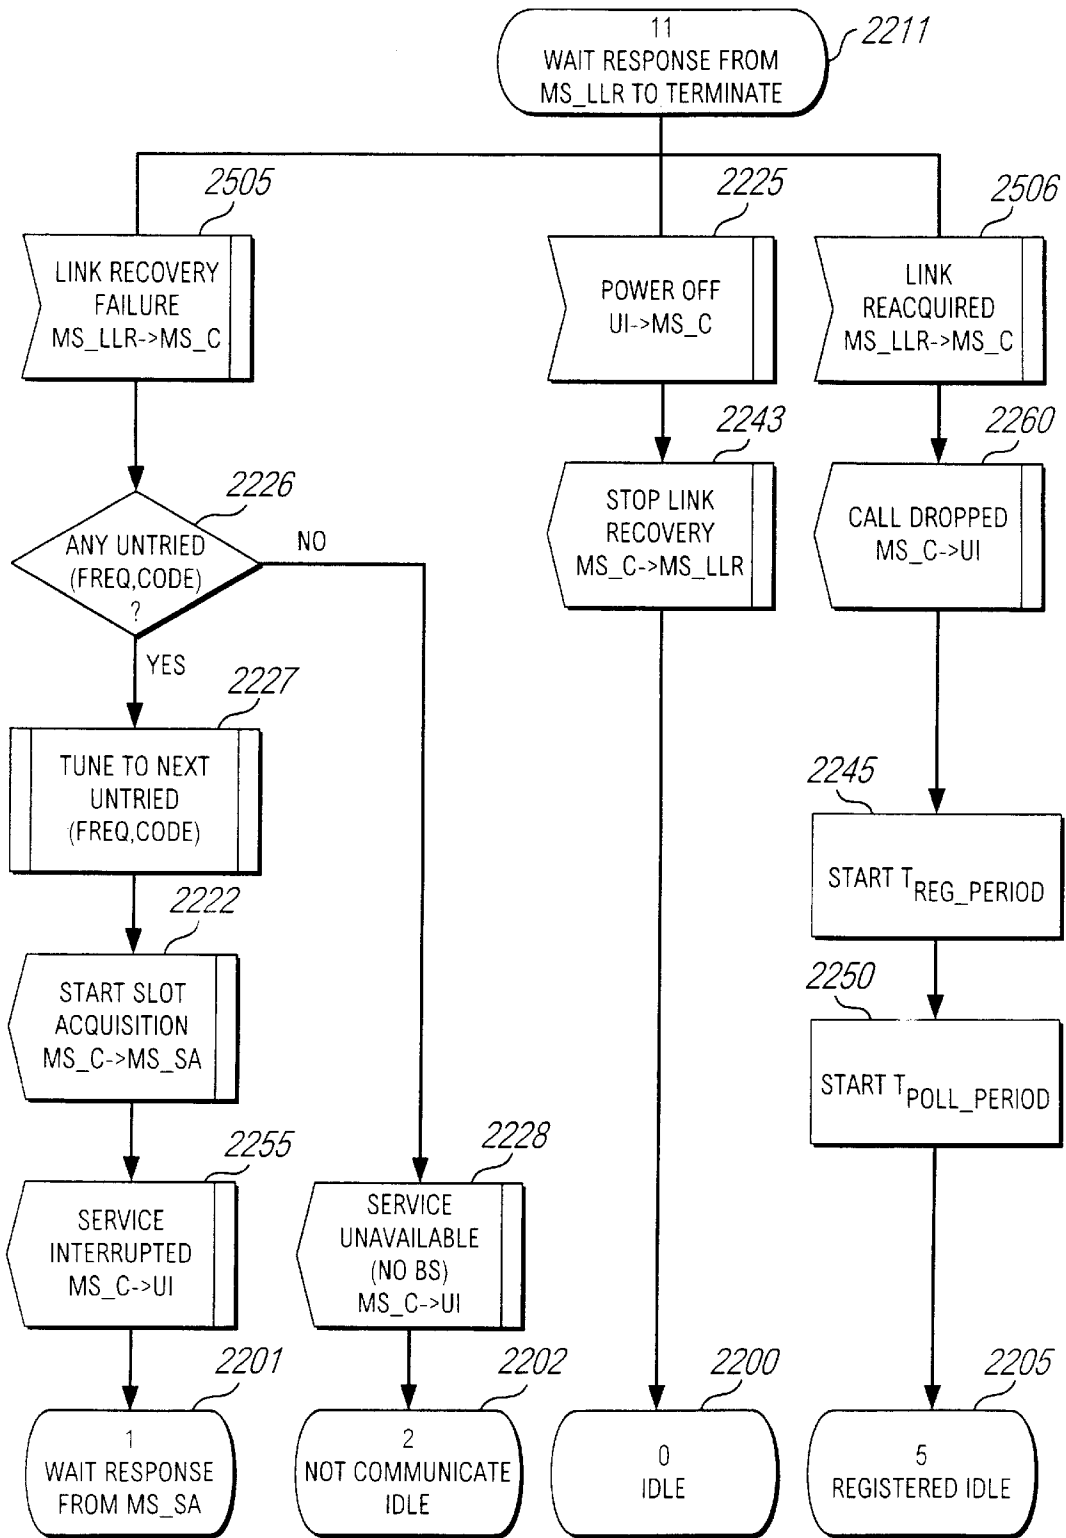 11
WAIT RESPONSE FROM
MS_LLR TO TERMINATE
2211
2505
LINK RECOVERY
FAILURE
MS_LLR->MS_C
2225
POWER OFF
UI->MS_C
2506
LINK
REACQUIRED
MS_LLR->MS_C
2226
ANY UNTRIED
(FREQ,CODE)
?
NO
YES
2243
STOP LINK
RECOVERY
MS_C->MS_LLR
2260
CALL DROPPED
MS_C->UI
2227
TUNE TO NEXT
UNTRIED
(FREQ,CODE)
2245
START TREG_PERIOD
2222
START SLOT
ACQUISITION
MS_C->MS_SA
2250
START TPOLL_PERIOD
2255
SERVICE
INTERRUPTED
MS_C->UI
2228
SERVICE
UNAVAILABLE
(NO BS)
MS_C->UI
2201
1
WAIT RESPONSE
FROM MS_SA
2202
2
NOT COMMUNICATE
IDLE
2200
0
IDLE
2205
5
REGISTERED IDLE